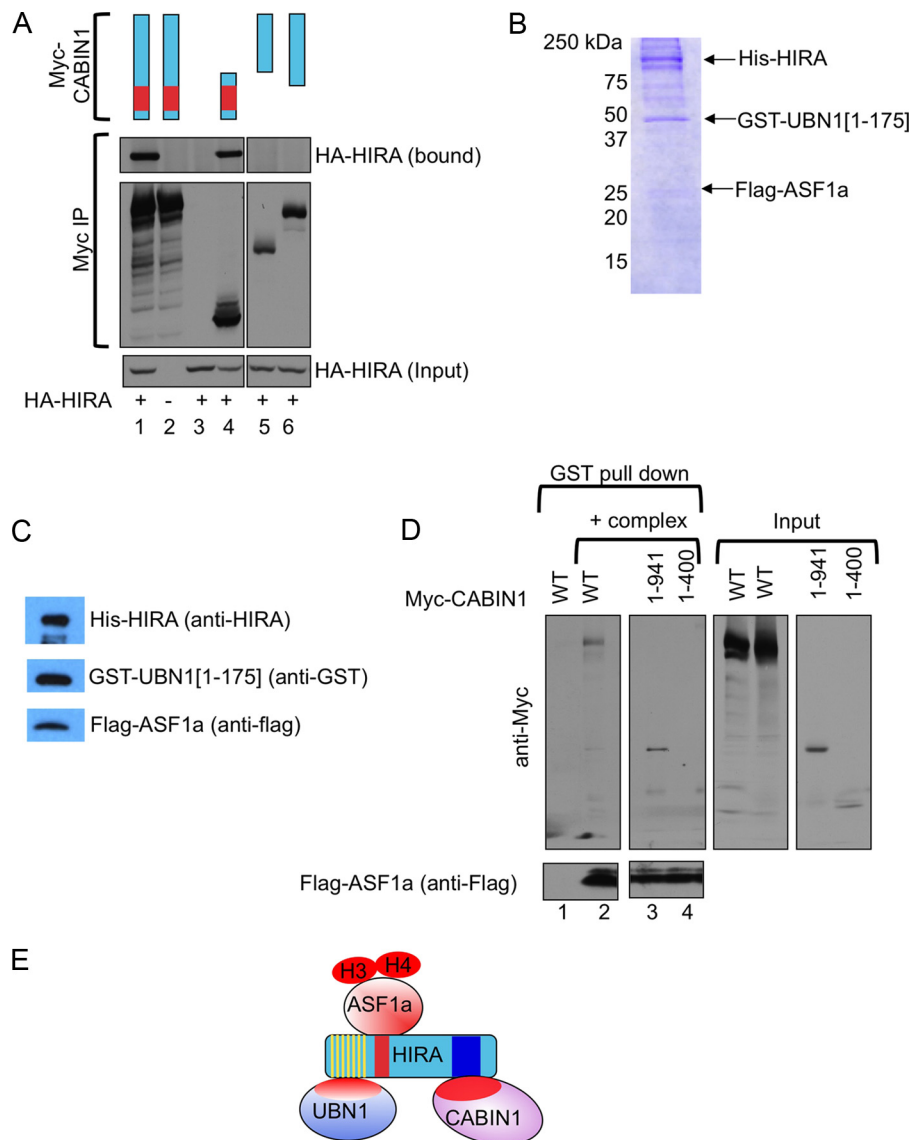 A
Myc-
CABIN1
Myc IP
HA-HIRA (bound)
HA-HIRA (Input)
HA-HIRA + - + + + +
1 2 3 4 5 6
B
250 kDa
75
50
37
25
20
15
His-HIRA
GST-UBN1[1-175]
Flag-ASF1a
C
His-HIRA (anti-HIRA)
GST-UBN1[1-175] (anti-GST)
Flag-ASF1a (anti-flag)
D
GST pull down
+ complex
Input
Myc-CABIN1 WT WT 1-941 1-400 WT WT 1-941 1-400
anti-Myc
Flag-ASF1a (anti-Flag)
1 2 3 4
E
H3 H4
ASF1a
HIRA
UBN1 CABIN1